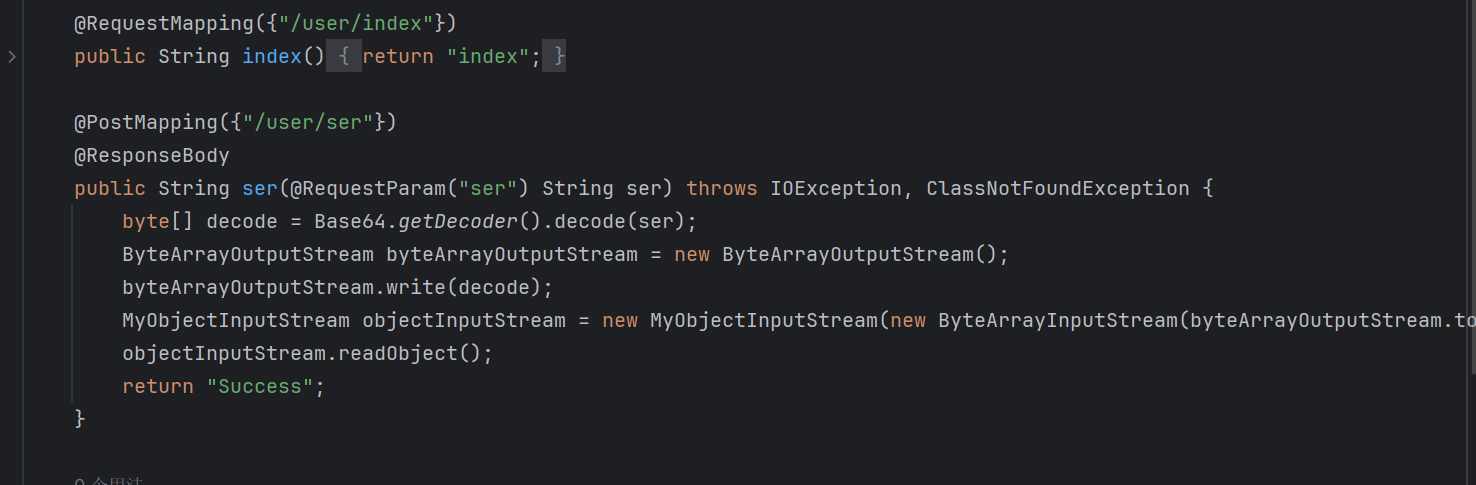 @RequestMapping({"/user/index"})
public String index() { return "index"; }
@PostMapping({"/user/ser"})
@ResponseBody
public String ser(@RequestParam("ser") String ser) throws IOException, ClassNotFoundException {
byte[] decode = Base64.getDecoder().decode(ser);
ByteArrayOutputStream byteArrayOutputStream = new ByteArrayOutputStream();
byteArrayOutputStream.write(decode);
MyObjectInputStream objectInputStream = new MyObjectInputStream(new ByteArrayInputStream(byteArrayOutputStream.to
objectInputStream.readObject();
return "Success";
}